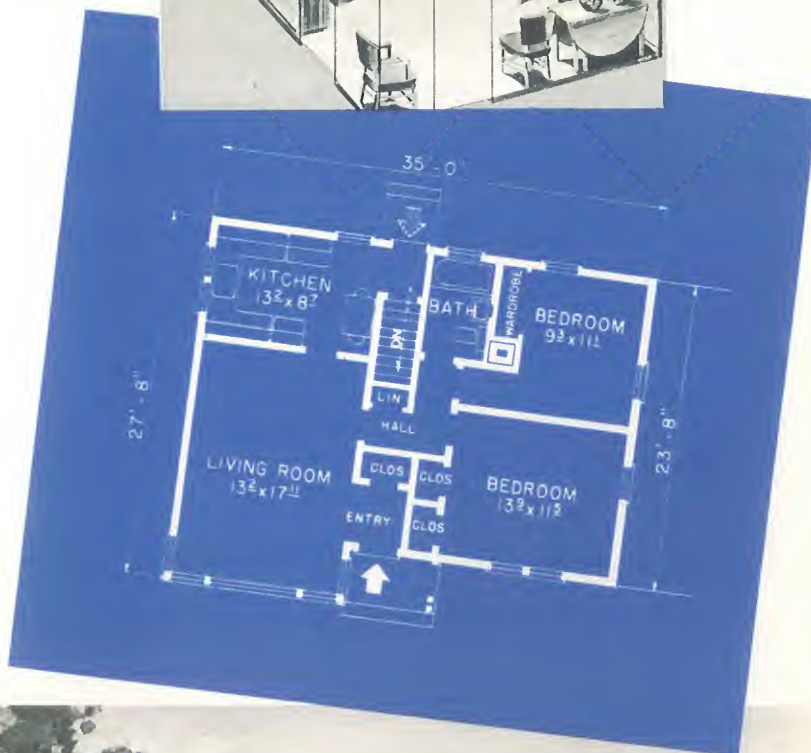 35'-0"
KITCHEN
13² x 8⁷
DN
BATH
WARDROBE
BEDROOM
9³ x 11¹
27'-8"
LIN
HALL
23'-8"
LIVING ROOM
13² x 17¹¹
CLOS
CLOS
BEDROOM
13⁹ x 11⁵
ENTRY
CLOS